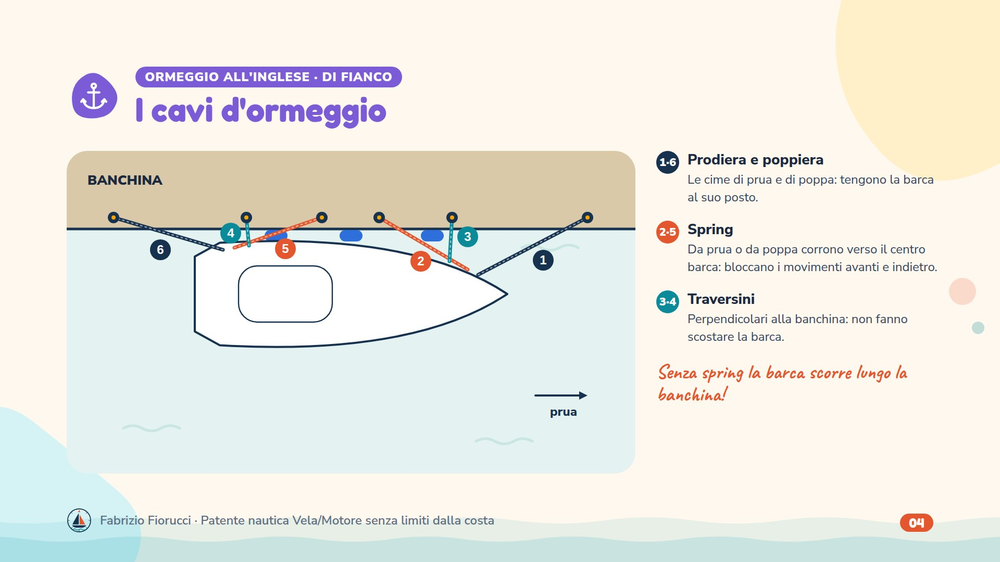 ORMEGGIO ALL'INGLESE · DI FIANCO
I cavi d'ormeggio
BANCHINA
4
5
6
2
3
1
prua
1·6
Prodiera e poppiera
Le cime di prua e di poppa: tengono la barca
al suo posto.
2·5
Spring
Da prua o da poppa corrono verso il centro
barca: bloccano i movimenti avanti e indietro.
3·4
Traversini
Perpendicolari alla banchina: non fanno
scostare la barca.
Senza spring la barca scorre lungo la
banchina!
Fabrizio Fiorucci · Patente nautica Vela/Motore senza limiti dalla costa
04